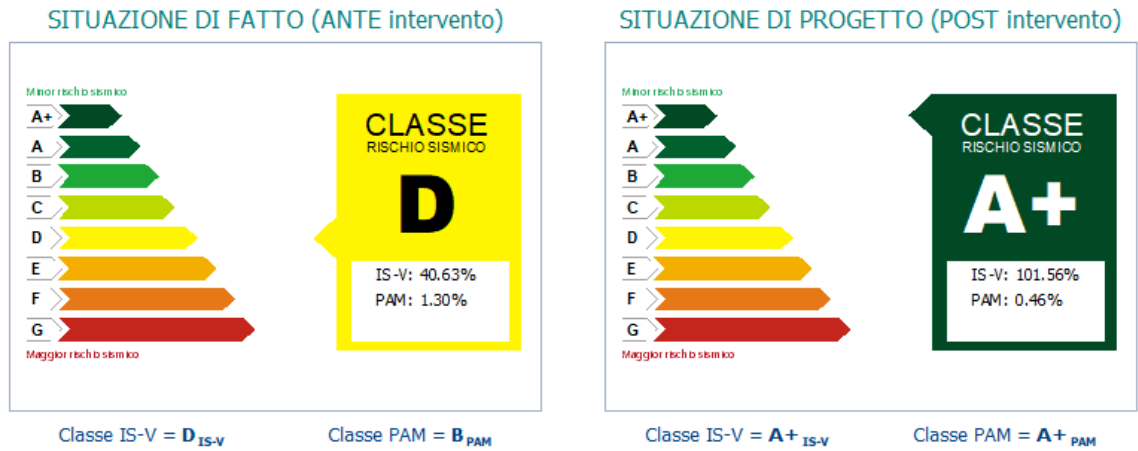 SITUAZIONE DI FATTO (ANTE intervento)
Minor rischio sismico
A+
A
B
C
D
E
F
G
Maggior rischio sismico
CLASSE
RISCHIO SISMICO
D
IS-V: 40.63%
PAM: 1.30%
Classe IS-V = D IS-V
Classe PAM = B PAM
SITUAZIONE DI PROGETTO (POST intervento)
Minor rischio sismico
A+
A
B
C
D
E
F
G
Maggior rischio sismico
CLASSE
RISCHIO SISMICO
A+
IS-V: 101.56%
PAM: 0.46%
Classe IS-V = A+ IS-V
Classe PAM = A+ PAM